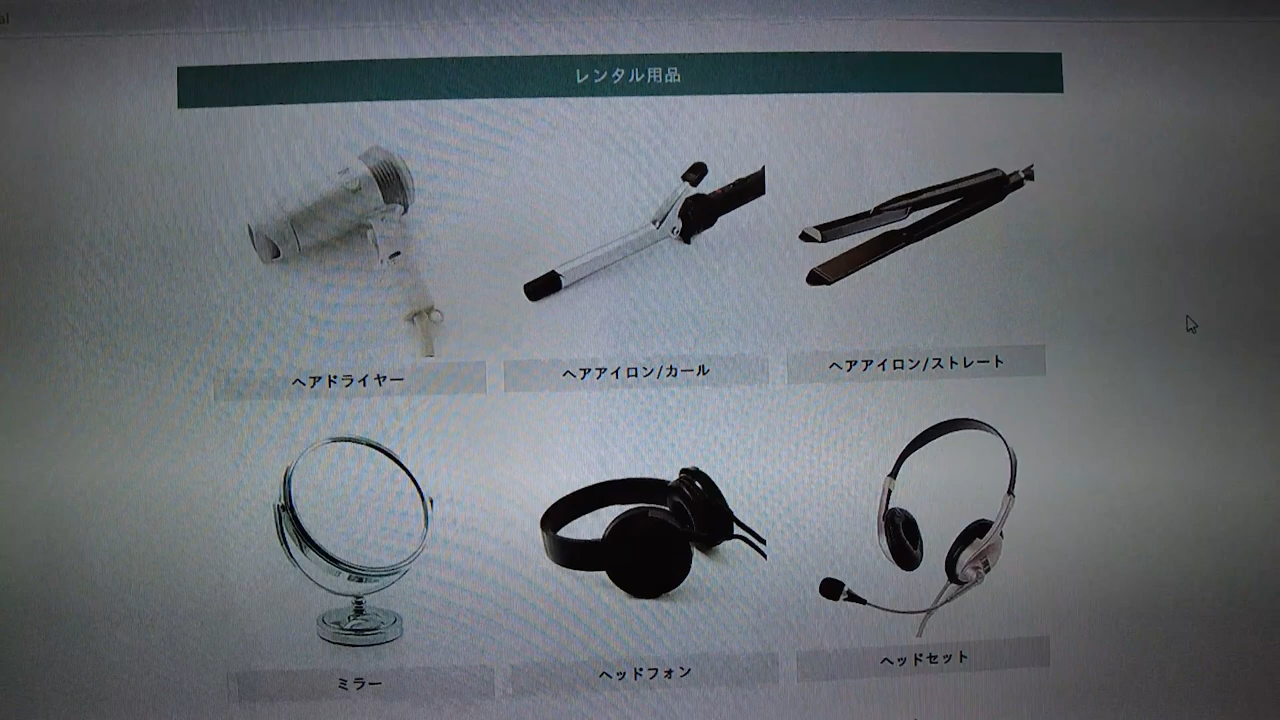 レンタル用品
ヘアドライヤー
ヘアアイロン/カール
ヘアアイロン/ストレート
ミラー
ヘッドフォン
ヘッドセット